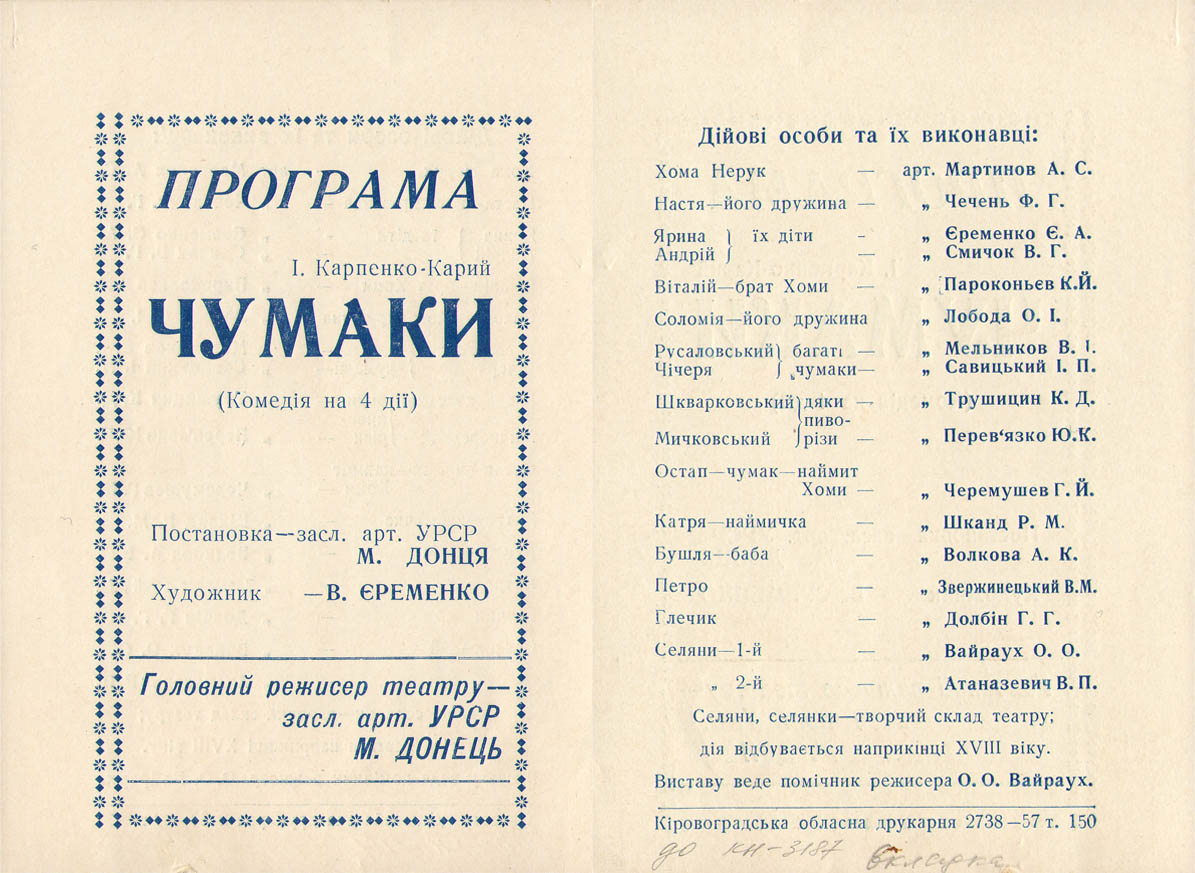 ПРОГРАМА
І. Карпенко-Карий
ЧУМАКИ
(Комедія на 4 дії)
Постановка—засл. арт. УРСР
М. ДОНЦЯ
Художник —В. ЄРЕМЕНКО
Головний режисер театру—
засл. арт. УРСР
М. ДОНЕЦЬ
Дійові особи та їх виконавці:
Хома Нерук — арт. Мартинов А. С.
Настя—його дружина — „ Чечень Ф. Г.
Ярина } їх діти - „ Єременко Є. А.
Андрій } — „ Смичок В. Г.
Віталій—брат Хоми — „ Пароконьєв К.Й.
Соломія—його дружина „ Лобода О. І.
Русаловський } багаті — „ Мельников В. І.
Чічеря } чумаки— „ Савицький І. П.
Шкварковський } дяки — „ Трушицин К. Д.
пиво-
Мичковський } різи — „ Перев‘язко Ю.К.
Остап—чумак—наймит
Хоми — „ Черемушев Г. Й.
Катря—наймичка — „ Шканд Р. М.
Бушля—баба — „ Волкова А. К.
Петро — „ Звержинецький В.М.
Глечик — „ Долбін Г. Г.
Селяни—1-й — „ Вайраух О. О.
„ 2-й — „ Атаназевич В. П.
Селяни, селянки—творчий склад театру;
дія відбувається наприкінці XVIII віку.
Виставу веде помічник режисера О. О. Вайраух.
Кіровоградська обласна друкарня 2738—57 т. 150
до кн-3187 вкладка